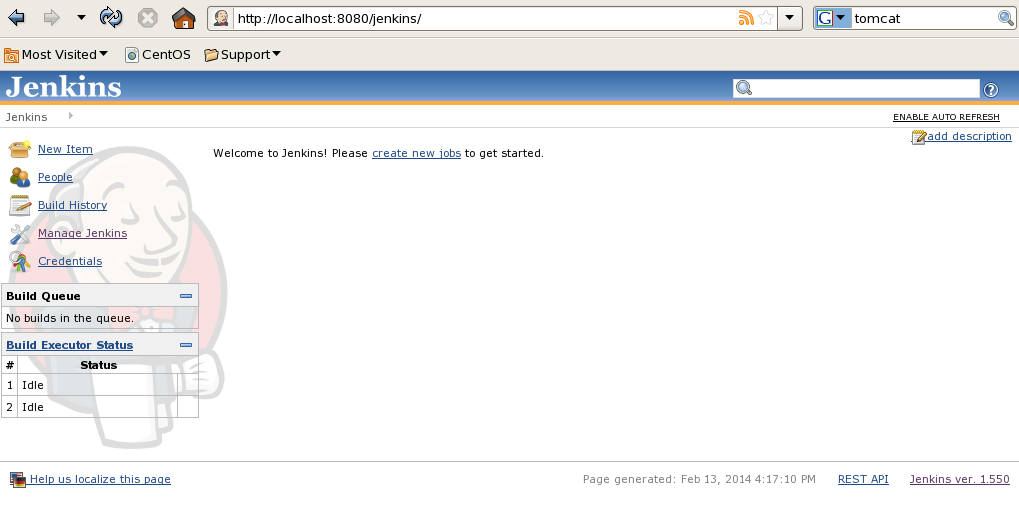 http://localhost:8080/jenkins/
tomcat
Most Visited CentOS Support
Jenkins
Jenkins
ENABLE AUTO REFRESH
add description
New Item
Welcome to Jenkins! Please create new jobs to get started.
People
Build History
Manage Jenkins
Credentials
Build Queue
No builds in the queue.
Build Executor Status
# Status
1 Idle
2 Idle
Help us localize this page
Page generated: Feb 13, 2014 4:17:10 PM REST API Jenkins ver. 1.550